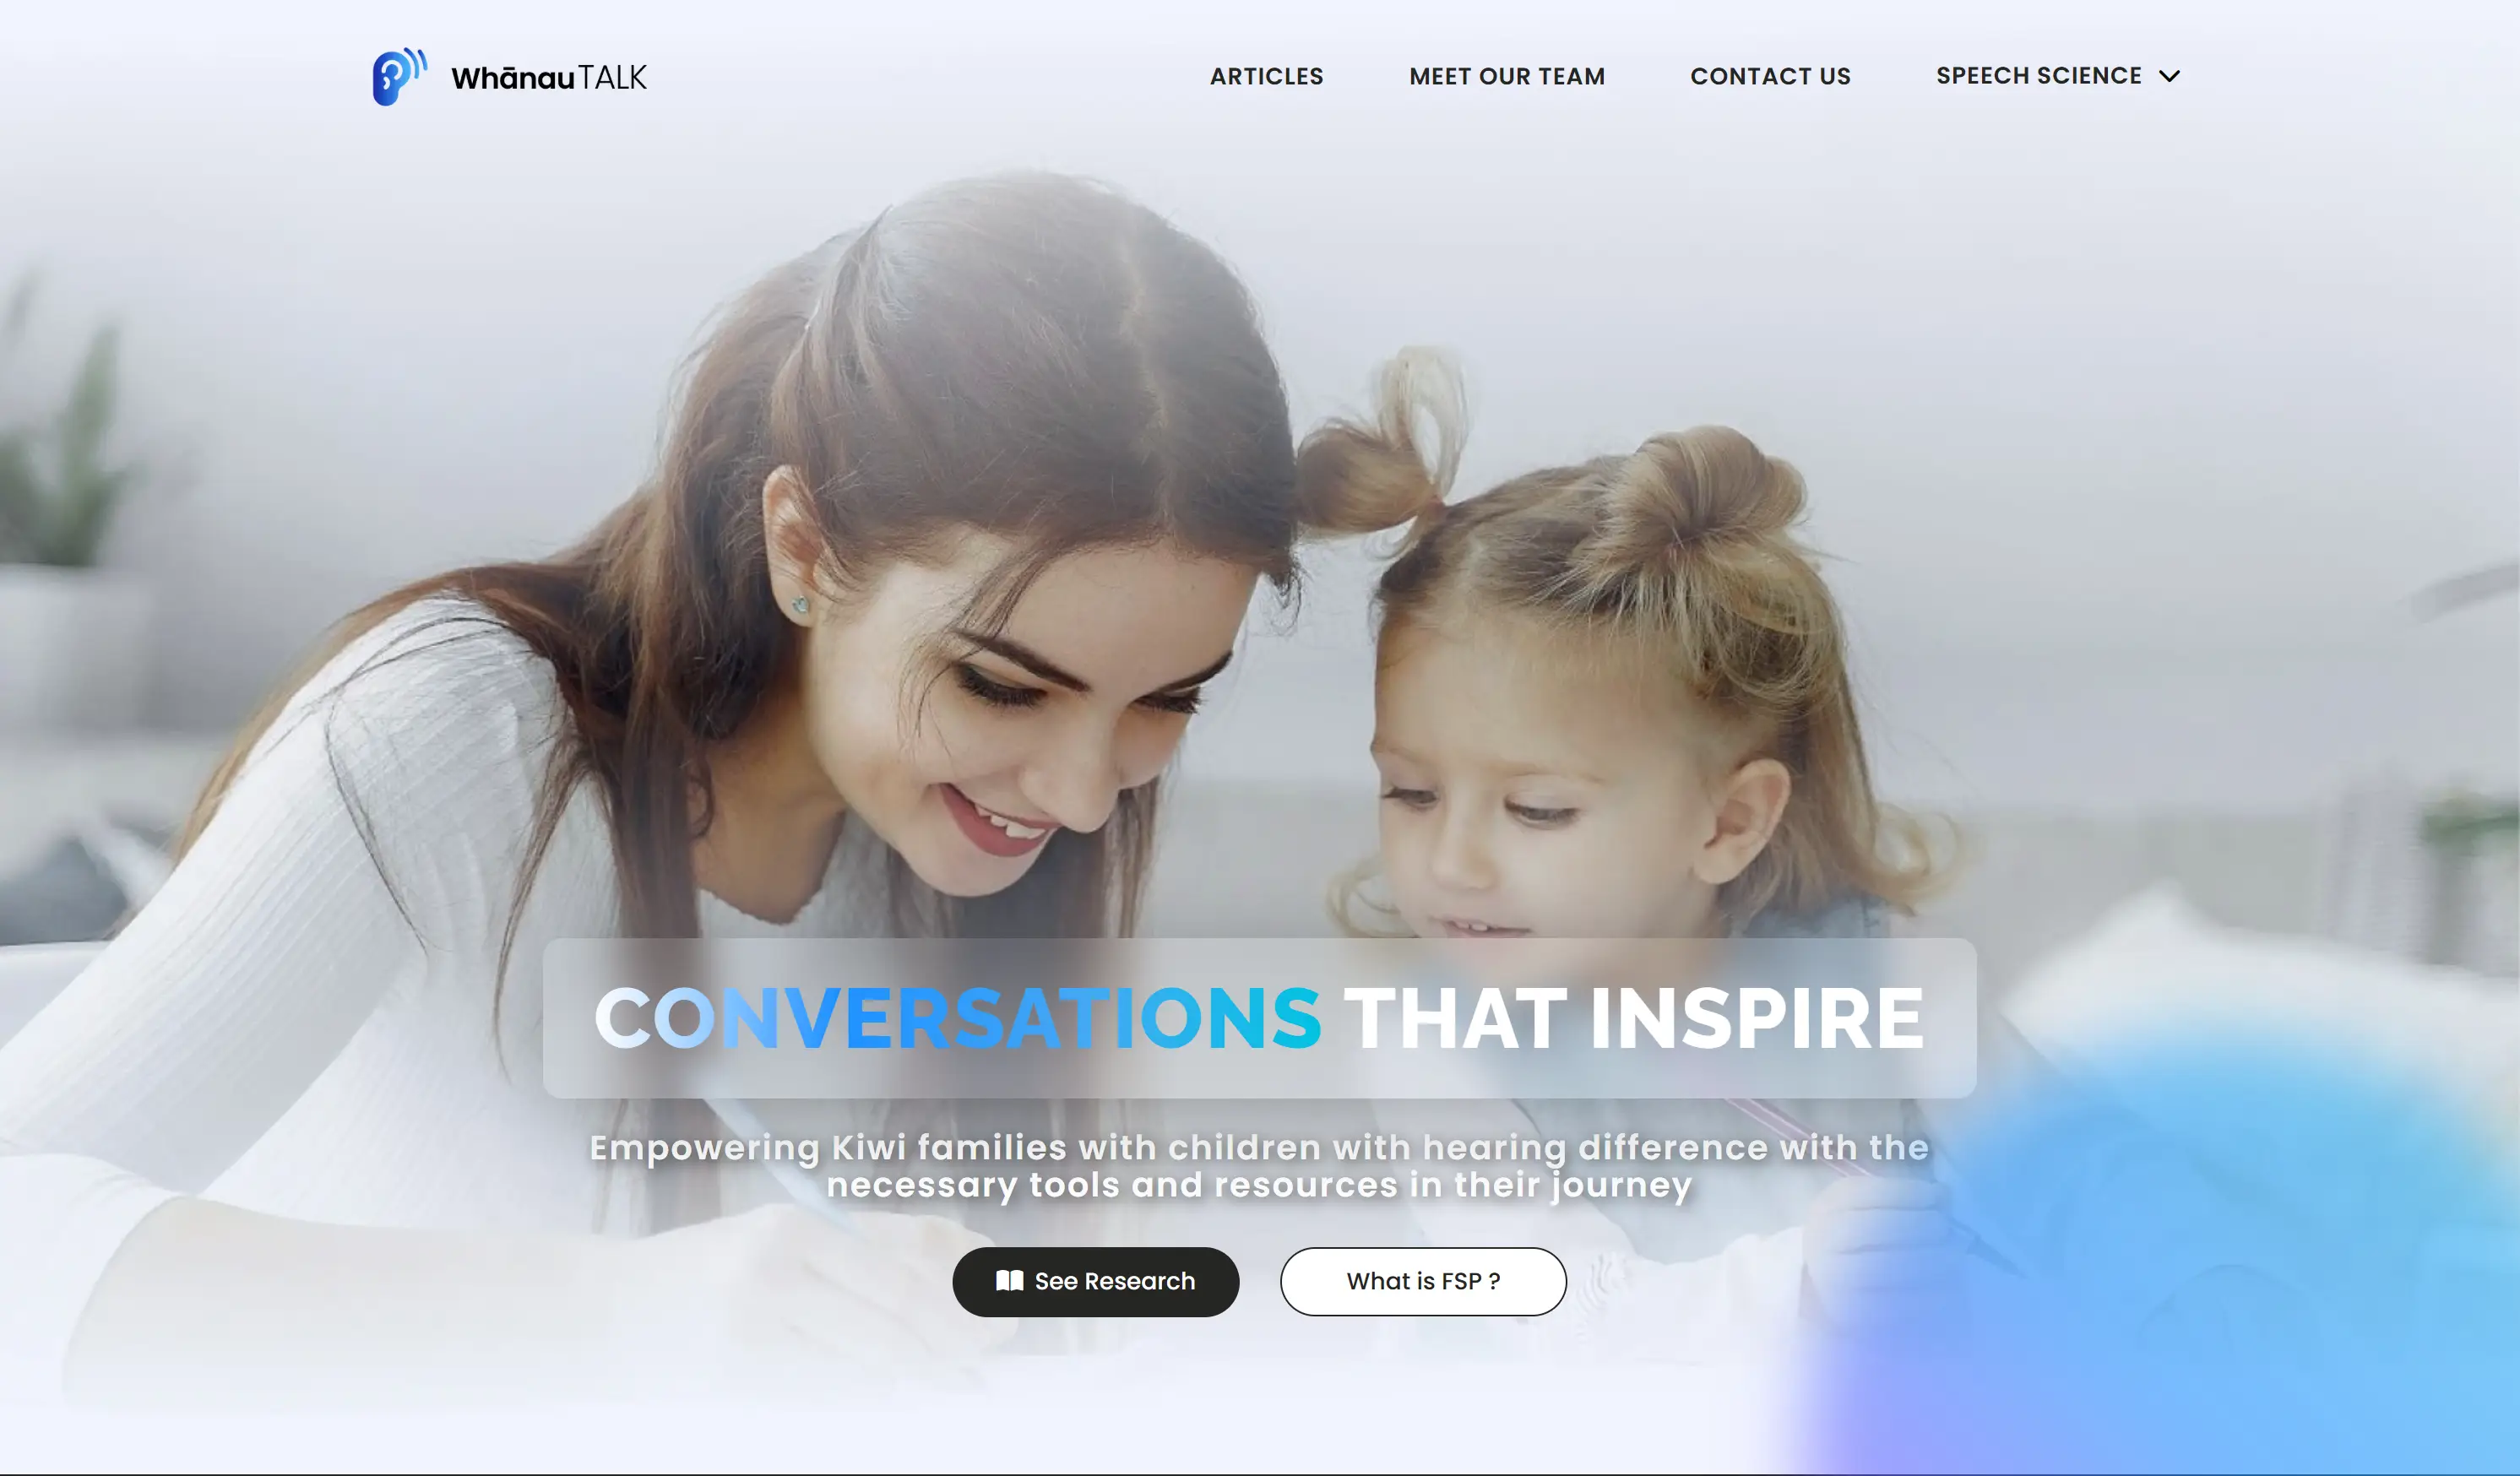 WhānauTALK
ARTICLES
MEET OUR TEAM
CONTACT US
SPEECH SCIENCE
CONVERSATIONS THAT INSPIRE
Empowering Kiwi families with children with hearing difference with the
necessary tools and resources in their journey
See Research
What is FSP ?